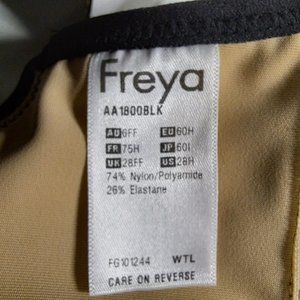 Freya
AA1800BLK
AU 6FF EU 60H
FR 75H JP 60I
UK 28FF US 28H
74% Nylon/Polyamide
26% Elastane
FG101244 WTL
CARE ON REVERSE